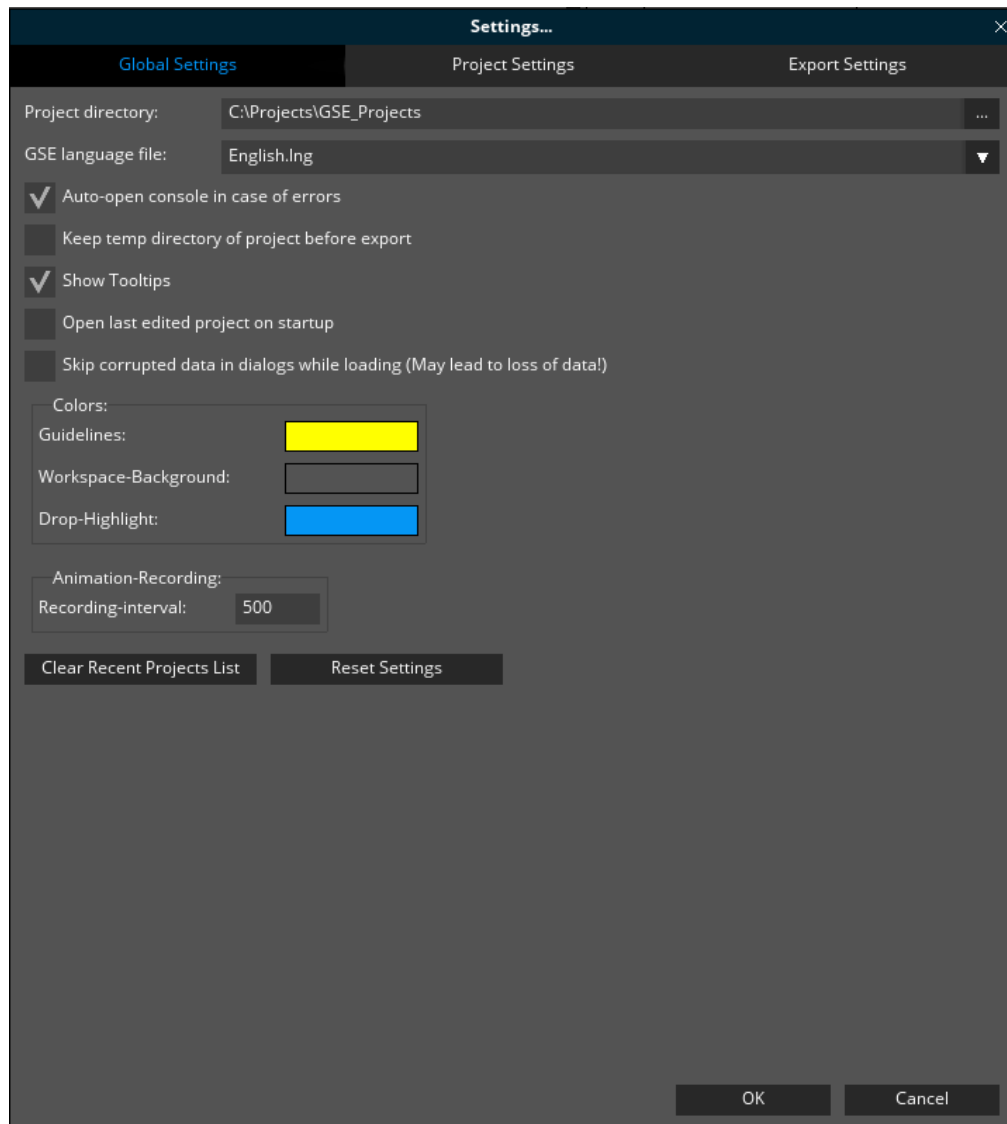 Settings...
Global Settings Project Settings Export Settings
Project directory: C:\Projects\GSE_Projects ...
GSE language file: English.lng
Auto-open console in case of errors
Keep temp directory of project before export
Show Tooltips
Open last edited project on startup
Skip corrupted data in dialogs while loading (May lead to loss of data!)
Colors:
Guidelines:
Workspace-Background:
Drop-Highlight:
Animation-Recording:
Recording-interval: 500
Clear Recent Projects List Reset Settings
OK Cancel